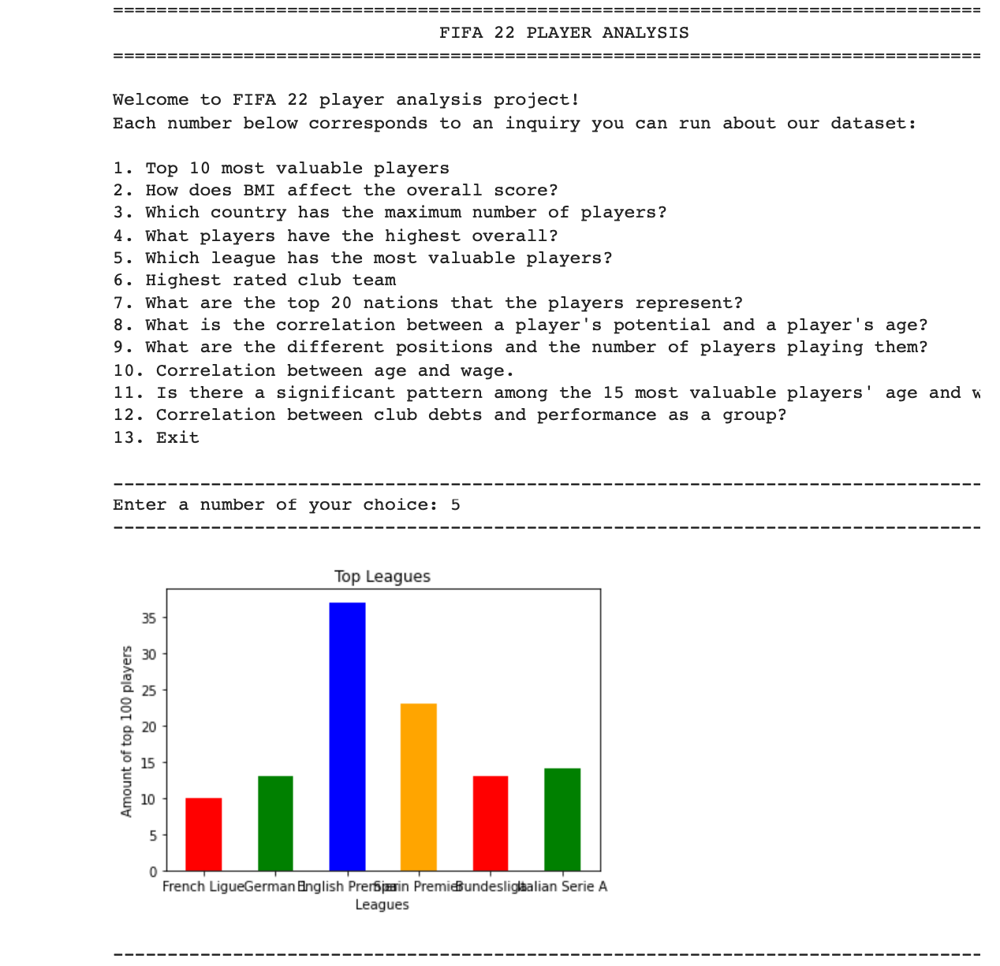 ================================================================================
FIFA 22 PLAYER ANALYSIS
================================================================================
Welcome to FIFA 22 player analysis project!
Each number below corresponds to an inquiry you can run about our dataset:
1. Top 10 most valuable players
2. How does BMI affect the overall score?
3. Which country has the maximum number of players?
4. What players have the highest overall?
5. Which league has the most valuable players?
6. Highest rated club team
7. What are the top 20 nations that the players represent?
8. What is the correlation between a player's potential and a player's age?
9. What are the different positions and the number of players playing them?
10. Correlation between age and wage.
11. Is there a significant pattern among the 15 most valuable players' age and
12. Correlation between club debts and performance as a group?
13. Exit
--------------------------------------------------------------------------------
Enter a number of your choice: 5
--------------------------------------------------------------------------------
Top Leagues
Amount of top 100 players
35
30
25
20
15
10
5
0
French Ligue German 1 English Premier Spain Premier Bundesliga Italian Serie A
Leagues
--------------------------------------------------------------------------------